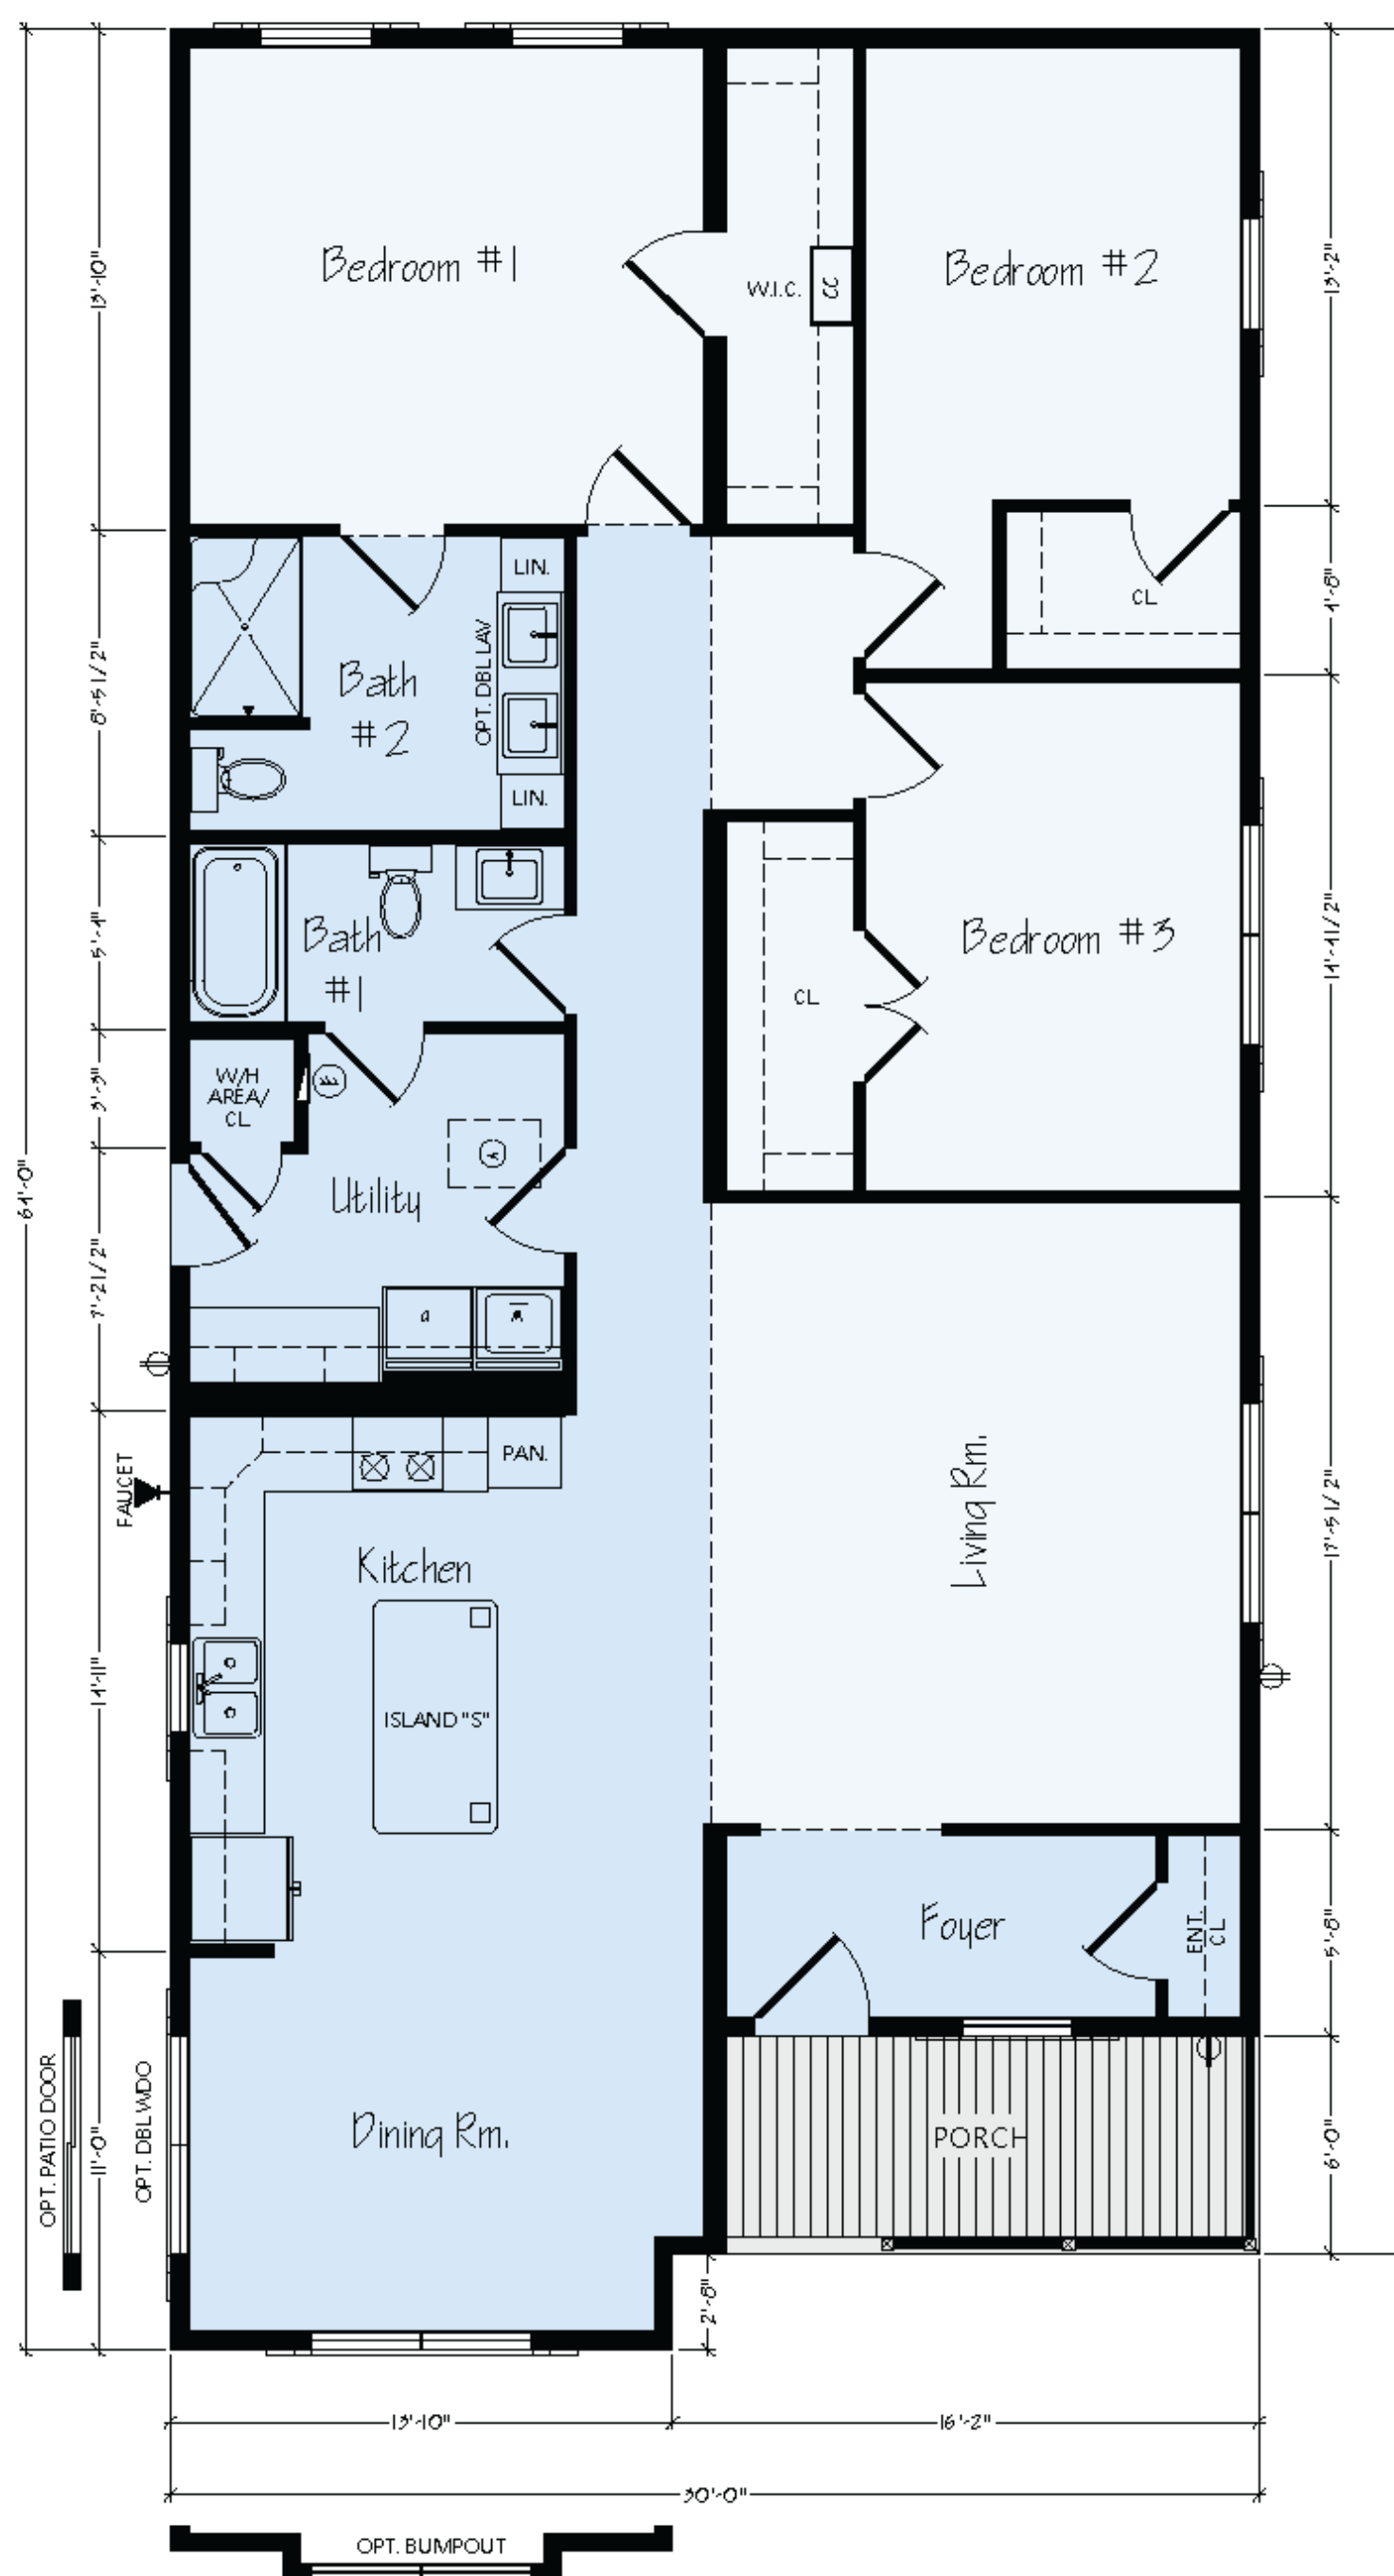 Bedroom #1
W.I.C.
CC
Bedroom #2
13'-10"
13'-2"
LIN.
CL
4'-8"
Bath
#2
OPT. DBL LAV
8'-5 1/2"
LIN.
Bath
#1
5'-4"
CL
Bedroom #3
14'-4 1/2"
W/H
AREA/
CL
3'-3"
Utility
64'-0"
7'-2 1/2"
PAN.
FAUCET
Kitchen
Living Rm.
17'-5 1/2"
ISLAND "S"
14'-11"
Foyer
ENT.
CL
5'-8"
OPT. PATIO DOOR
11'-0"
OPT. DBL WDO
Dining Rm.
PORCH
6'-0"
2'-8"
13'-10"
16'-2"
30'-0"
OPT. BUMPOUT